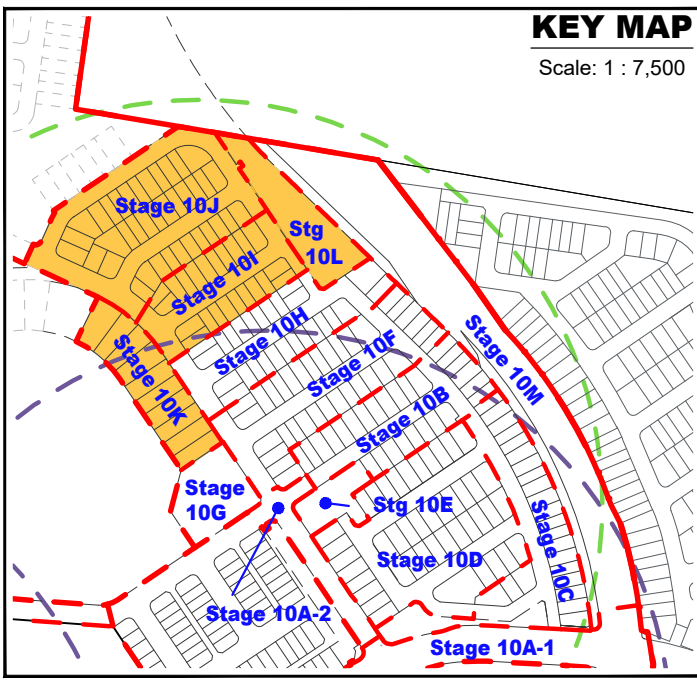 KEY MAP
Scale: 1 : 7,500
Stage 10J
Stg
10L
Stage 10I
Stage 10H
Stage 10M
Stage 10F
Stage 10K
Stage 10B
Stage
10G
Stg 10E
Stage 10C
Stage 10D
Stage 10A-2
Stage 10A-1